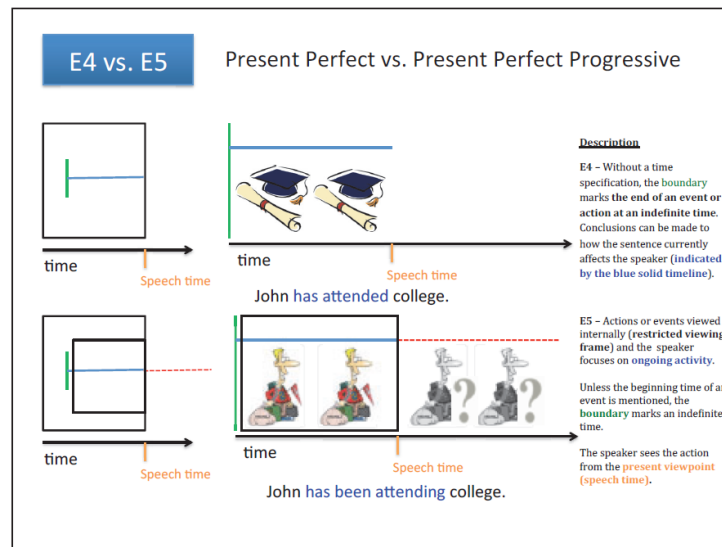 E4 vs. E5
Present Perfect vs. Present Perfect Progressive
time
Speech time
time
Speech time
John has attended college.
Description
E4 – Without a time
specification, the boundary
marks the end of an event or
action at an indefinite time.
Conclusions can be made to
how the sentence currently
affects the speaker (indicated
by the blue solid timeline).
time
Speech time
?
?
time
Speech time
John has been attending college.
E5 – Actions or events viewed
internally (restricted viewing
frame) and the speaker
focuses on ongoing activity.
Unless the beginning time of an
event is mentioned, the
boundary marks an indefinite
time.
The speaker sees the action
from the present viewpoint
(speech time).